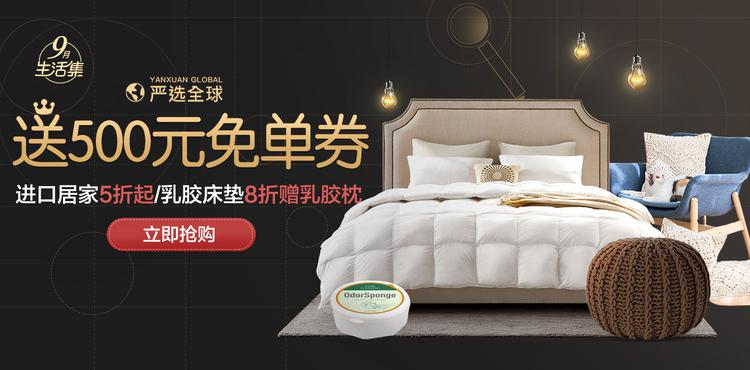 9月
生活集
YANXUAN GLOBAL
严选全球
送500元免单券
进口居家5折起/乳胶床垫8折赠乳胶枕
立即抢购
OdorSponge